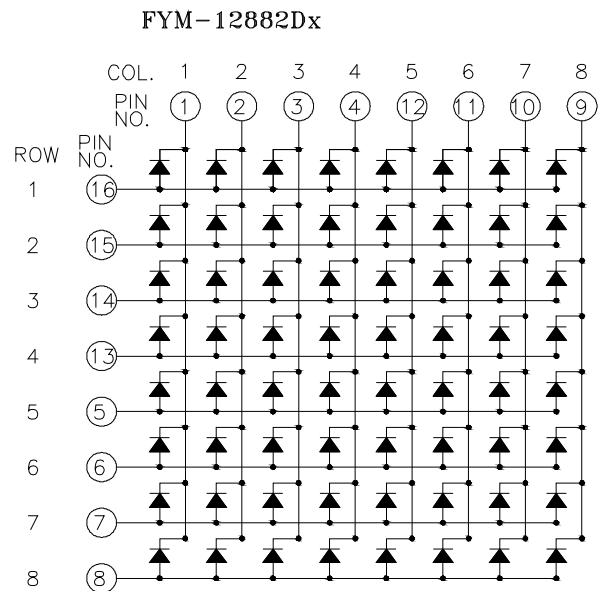 FYM-12882Dx
COL. 1 2 3 4 5 6 7 8
PIN NO. 1 2 3 4 12 11 10 9
ROW PIN NO.
1 16
2 15
3 14
4 13
5 5
6 6
7 7
8 8